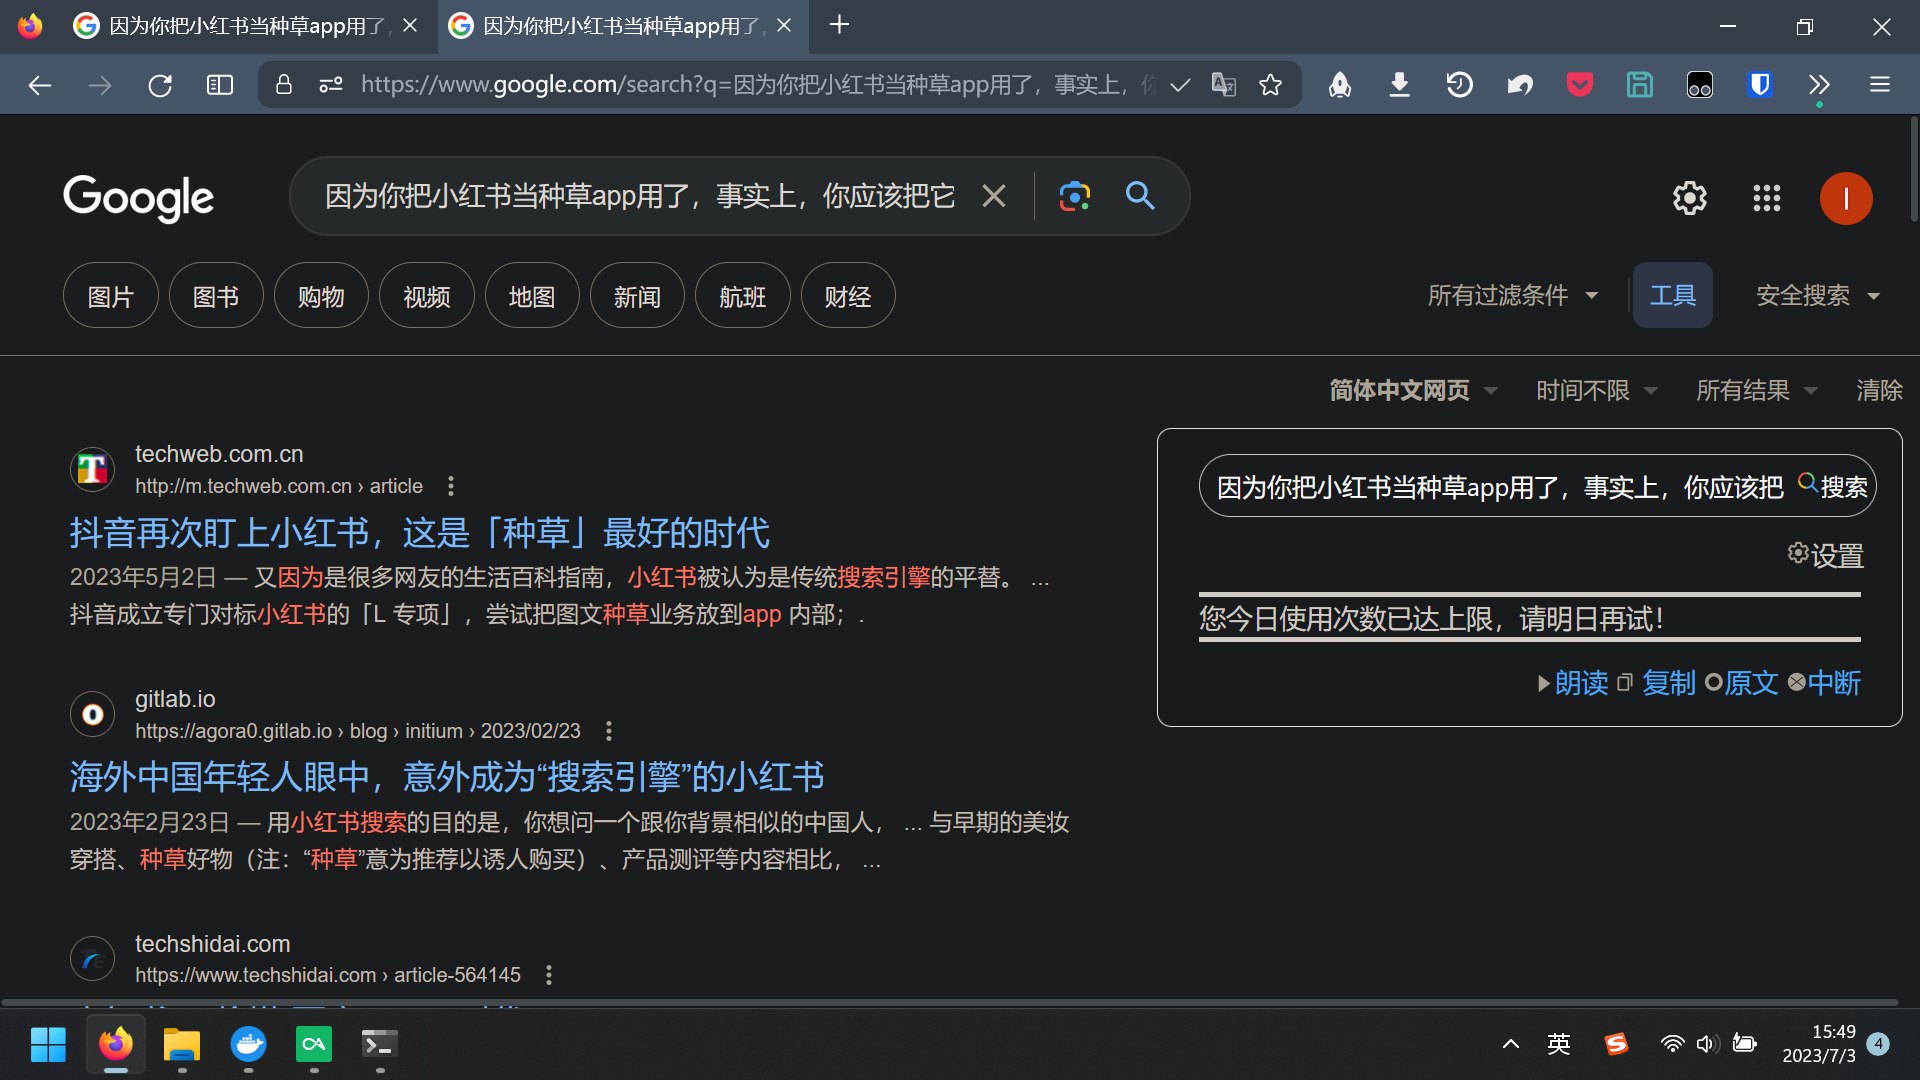 因为你把小红书当种草app用了,
因为你把小红书当种草app用了,
https://www.google.com/search?q=因为你把小红书当种草app用了，事实上，你
Google
因为你把小红书当种草app用了，事实上，你应该把它
I
图片
图书
购物
视频
地图
新闻
航班
财经
所有过滤条件
工具
安全搜索
简体中文网页
时间不限
所有结果
清除
techweb.com.cn
http://m.techweb.com.cn › article
抖音再次盯上小红书，这是「种草」最好的时代
2023年5月2日 — 又因为是很多网友的生活百科指南，小红书被认为是传统搜索引擎的平替。 ...
抖音成立专门对标小红书的「L 专项」，尝试把图文种草业务放到app 内部；.
gitlab.io
https://agora0.gitlab.io › blog › initium › 2023/02/23
海外中国年轻人眼中，意外成为“搜索引擎”的小红书
2023年2月23日 — 用小红书搜索的目的是，你想问一个跟你背景相似的中国人， ... 与早期的美妆
穿搭、种草好物（注：“种草”意为推荐以诱人购买）、产品测评等内容相比， ...
techshidai.com
https://www.techshidai.com › article-564145
因为你把小红书当种草app用了，事实上，你应该把
搜索
设置
您今日使用次数已达上限，请明日再试！
朗读 复制 原文 中断
英
15:49
2023/7/3
4